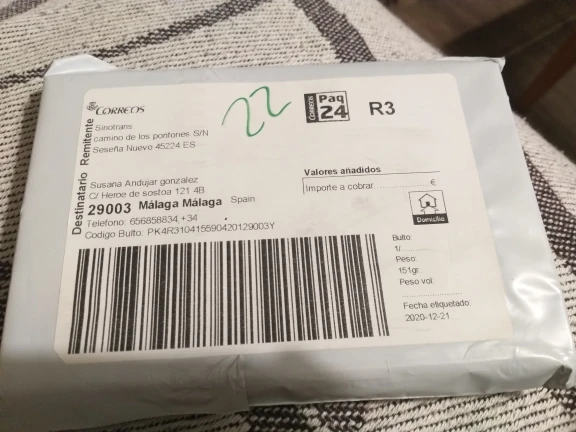 CORREOS
Remitente
Sinotrans
camino de los pontones S/N
Seseña Nuevo 45224 ES
22
CORREOS
Paq
24
R3
Destinatario
Susana Andujar gonzalez
C/ Heroe de sostoa 121 4B
29003 Málaga Málaga Spain
Telefono: 656858834,+34
Codigo Bulto: PK4R310415590420129003Y
Valores añadidos
Importe a cobrar €
Domicilio
Bulto:
1/
Peso:
151gr
Peso vol.
Fecha etiquetado:
2020-12-21